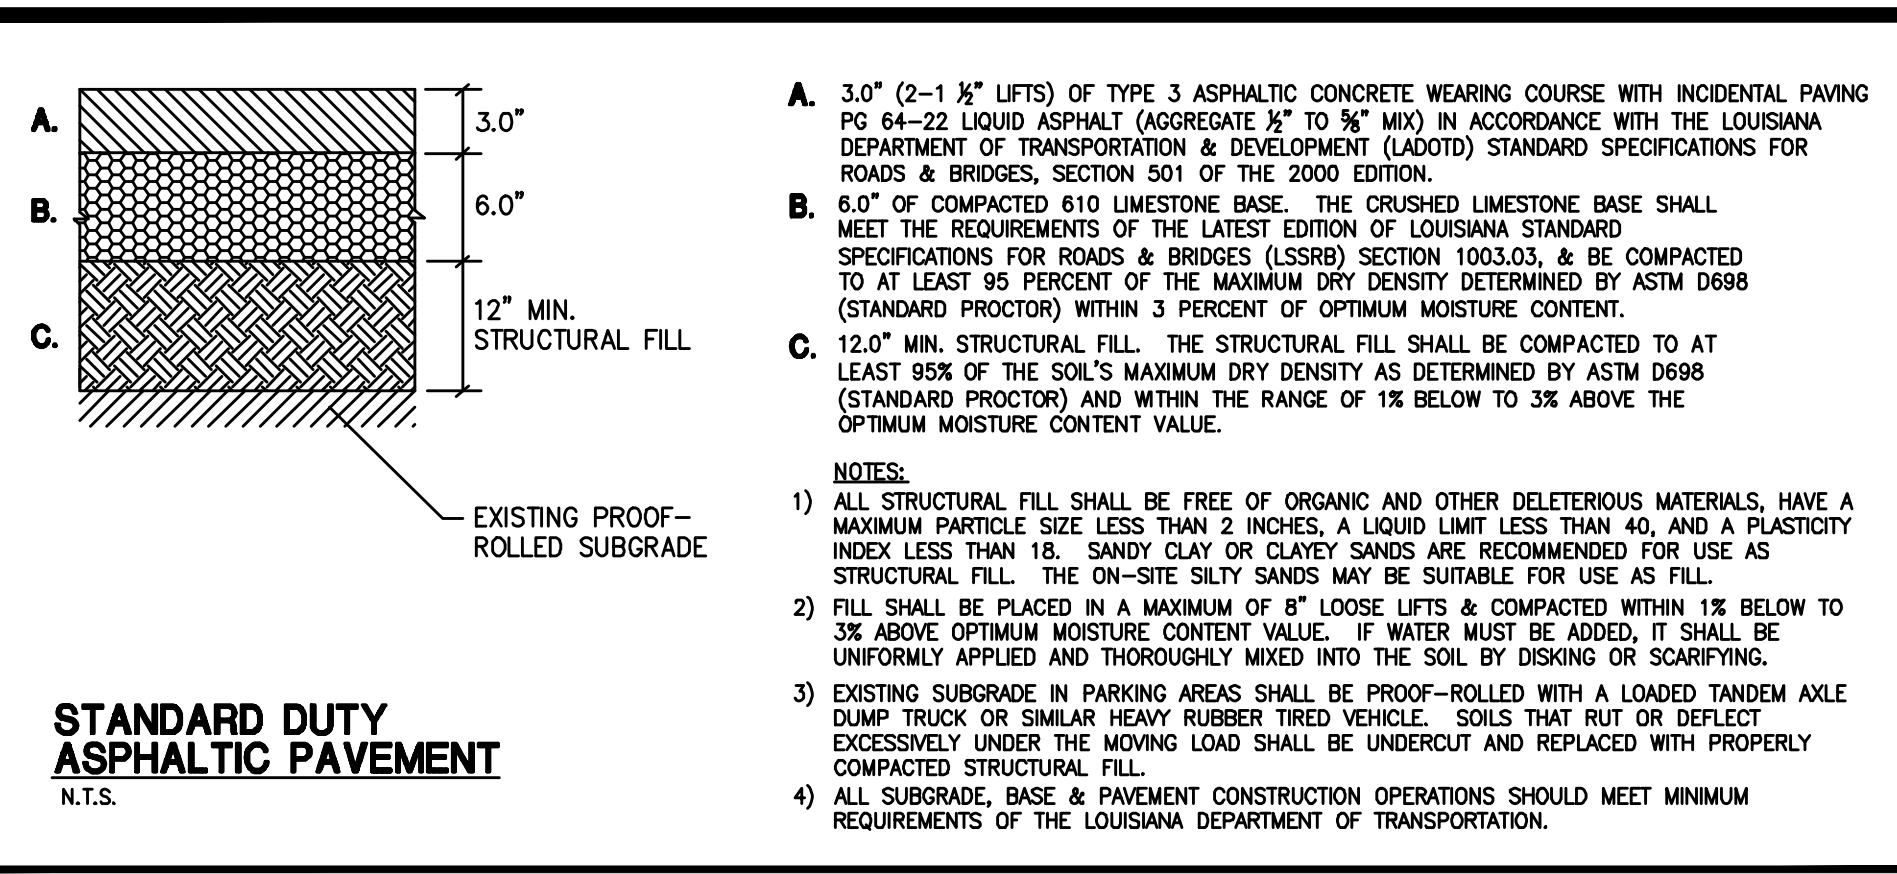 A.
3.0"
B.
6.0"
C.
12" MIN.
STRUCTURAL FILL
EXISTING PROOF-
ROLLED SUBGRADE
STANDARD DUTY
ASPHALTIC PAVEMENT
N.T.S.
A. 3.0" (2-1 ½" LIFTS) OF TYPE 3 ASPHALTIC CONCRETE WEARING COURSE WITH INCIDENTAL PAVING
PG 64-22 LIQUID ASPHALT (AGGREGATE ½" TO ⅝" MIX) IN ACCORDANCE WITH THE LOUISIANA
DEPARTMENT OF TRANSPORTATION & DEVELOPMENT (LADOTD) STANDARD SPECIFICATIONS FOR
ROADS & BRIDGES, SECTION 501 OF THE 2000 EDITION.
B. 6.0" OF COMPACTED 610 LIMESTONE BASE. THE CRUSHED LIMESTONE BASE SHALL
MEET THE REQUIREMENTS OF THE LATEST EDITION OF LOUISIANA STANDARD
SPECIFICATIONS FOR ROADS & BRIDGES (LSSRB) SECTION 1003.03, & BE COMPACTED
TO AT LEAST 95 PERCENT OF THE MAXIMUM DRY DENSITY DETERMINED BY ASTM D698
(STANDARD PROCTOR) WITHIN 3 PERCENT OF OPTIMUM MOISTURE CONTENT.
C. 12.0" MIN. STRUCTURAL FILL. THE STRUCTURAL FILL SHALL BE COMPACTED TO AT
LEAST 95% OF THE SOIL'S MAXIMUM DRY DENSITY AS DETERMINED BY ASTM D698
(STANDARD PROCTOR) AND WITHIN THE RANGE OF 1% BELOW TO 3% ABOVE THE
OPTIMUM MOISTURE CONTENT VALUE.
NOTES:
1) ALL STRUCTURAL FILL SHALL BE FREE OF ORGANIC AND OTHER DELETERIOUS MATERIALS, HAVE A
MAXIMUM PARTICLE SIZE LESS THAN 2 INCHES, A LIQUID LIMIT LESS THAN 40, AND A PLASTICITY
INDEX LESS THAN 18. SANDY CLAY OR CLAYEY SANDS ARE RECOMMENDED FOR USE AS
STRUCTURAL FILL. THE ON-SITE SILTY SANDS MAY BE SUITABLE FOR USE AS FILL.
2) FILL SHALL BE PLACED IN A MAXIMUM OF 8" LOOSE LIFTS & COMPACTED WITHIN 1% BELOW TO
3% ABOVE OPTIMUM MOISTURE CONTENT VALUE. IF WATER MUST BE ADDED, IT SHALL BE
UNIFORMLY APPLIED AND THOROUGHLY MIXED INTO THE SOIL BY DISKING OR SCARIFYING.
3) EXISTING SUBGRADE IN PARKING AREAS SHALL BE PROOF-ROLLED WITH A LOADED TANDEM AXLE
DUMP TRUCK OR SIMILAR HEAVY RUBBER TIRED VEHICLE. SOILS THAT RUT OR DEFLECT
EXCESSIVELY UNDER THE MOVING LOAD SHALL BE UNDERCUT AND REPLACED WITH PROPERLY
COMPACTED STRUCTURAL FILL.
4) ALL SUBGRADE, BASE & PAVEMENT CONSTRUCTION OPERATIONS SHOULD MEET MINIMUM
REQUIREMENTS OF THE LOUISIANA DEPARTMENT OF TRANSPORTATION.